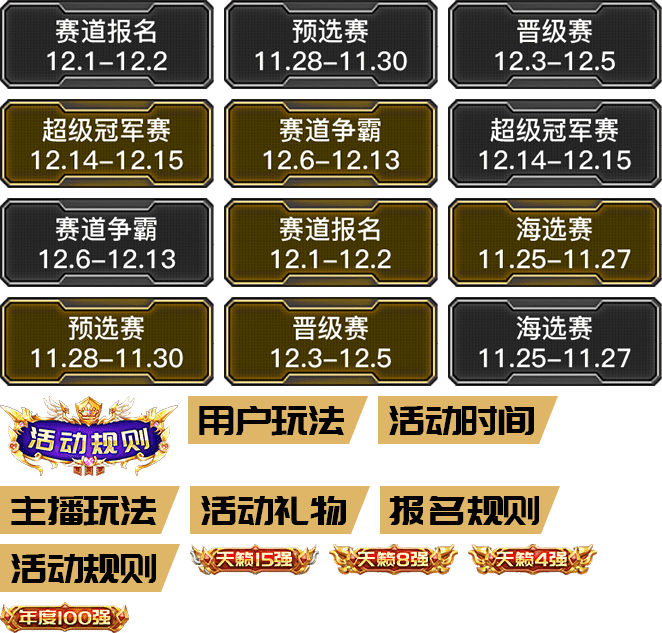 赛道报名
12.1–12.2
预选赛
11.28–11.30
晋级赛
12.3–12.5
超级冠军赛
12.14–12.15
赛道争霸
12.6–12.13
超级冠军赛
12.14–12.15
赛道争霸
12.6–12.13
赛道报名
12.1–12.2
海选赛
11.25–11.27
预选赛
11.28–11.30
晋级赛
12.3–12.5
海选赛
11.25–11.27
活动规则
用户玩法
活动时间
主播玩法
活动礼物
报名规则
活动规则
天籁15强
天籁8强
天籁4强
年度100强